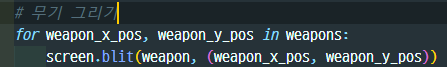 # 무기 그리기
for weapon_x_pos, weapon_y_pos in weapons:
    screen.blit(weapon, (weapon_x_pos, weapon_y_pos))